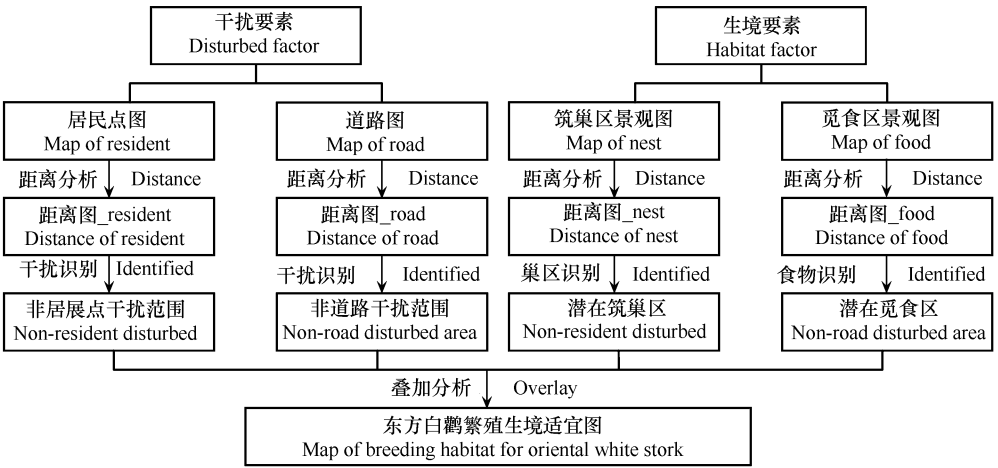 干扰要素
Disturbed factor
生境要素
Habitat factor
居民点图
Map of resident
道路图
Map of road
筑巢区景观图
Map of nest
觅食区景观图
Map of food
距离分析 Distance
距离分析 Distance
距离分析 Distance
距离分析 Distance
距离图_resident
Distance of resident
距离图_road
Distance of road
距离图_nest
Distance of nest
距离图_food
Distance of food
干扰识别 Identified
干扰识别 Identified
巢区识别 Identified
食物识别 Identified
非居展点干扰范围
Non-resident disturbed
非道路干扰范围
Non-road disturbed area
潜在筑巢区
Non-resident disturbed
潜在觅食区
Non-road disturbed area
叠加分析 Overlay
东方白鹳繁殖生境适宜图
Map of breeding habitat for oriental white stork